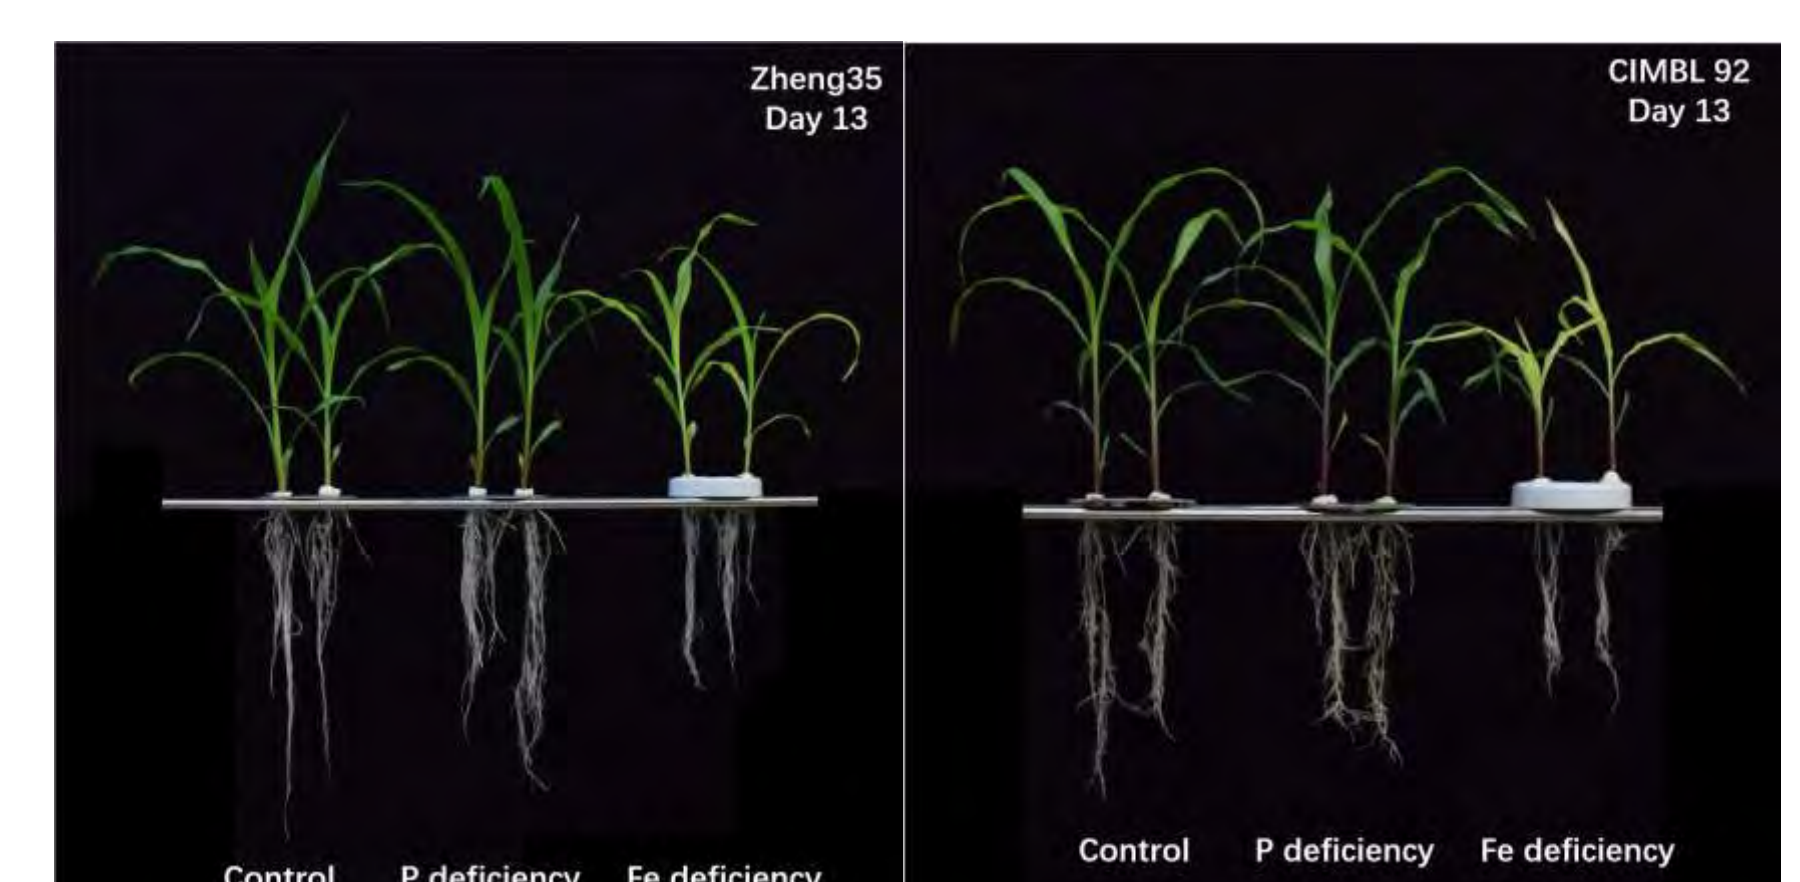 Zheng35
Day 13
CIMBL 92
Day 13
Control P deficiency Fe deficiency
Control P deficiency Fe deficiency